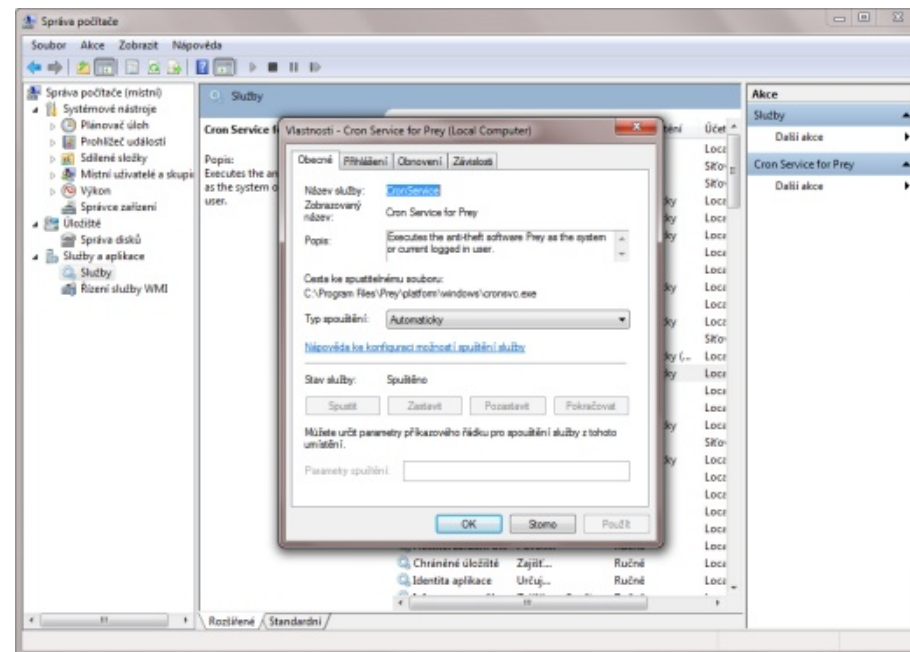 Správa počítače
Soubor Akce Zobrazit Nápověda
Správa počítače (místní)
Systémové nástroje
Plánovač úloh
Prohlížeč událostí
Sdílené složky
Místní uživatelé a skupi
Výkon
Správce zařízení
Úložiště
Správa disků
Služby a aplikace
Služby
Řízení služby WMI
Služby
Cron Service f
Popis:
Executes the an
as the system o
user.
Vlastnosti - Cron Service for Prey (Local Computer)
Obecné Přihlášení Obnovení Závislosti
Název služby: CronService
Zobrazovaný název: Cron Service for Prey
Popis: Executes the anti-theft software Prey as the system
or current logged in user.
Cesta ke spustitelnému souboru:
C:\Program Files\Prey\platform\windows\cronsvc.exe
Typ spouštění: Automaticky
Nápověda ke konfiguraci možností spuštění služby
Stav služby: Spuštěno
Spustit Zastavit Pozastavit Pokračovat
Můžete určit parametry příkazového řádku pro spouštění služby z tohoto
umístění.
Parametry spuštění:
OK Storno Použít
Chráněné úložiště Zajišť... Ručně Loca
Identita aplikace Určuj... Ručně Loca
Rozšířené Standardní
Akce
Služby
Další akce
Cron Service for Prey
Další akce